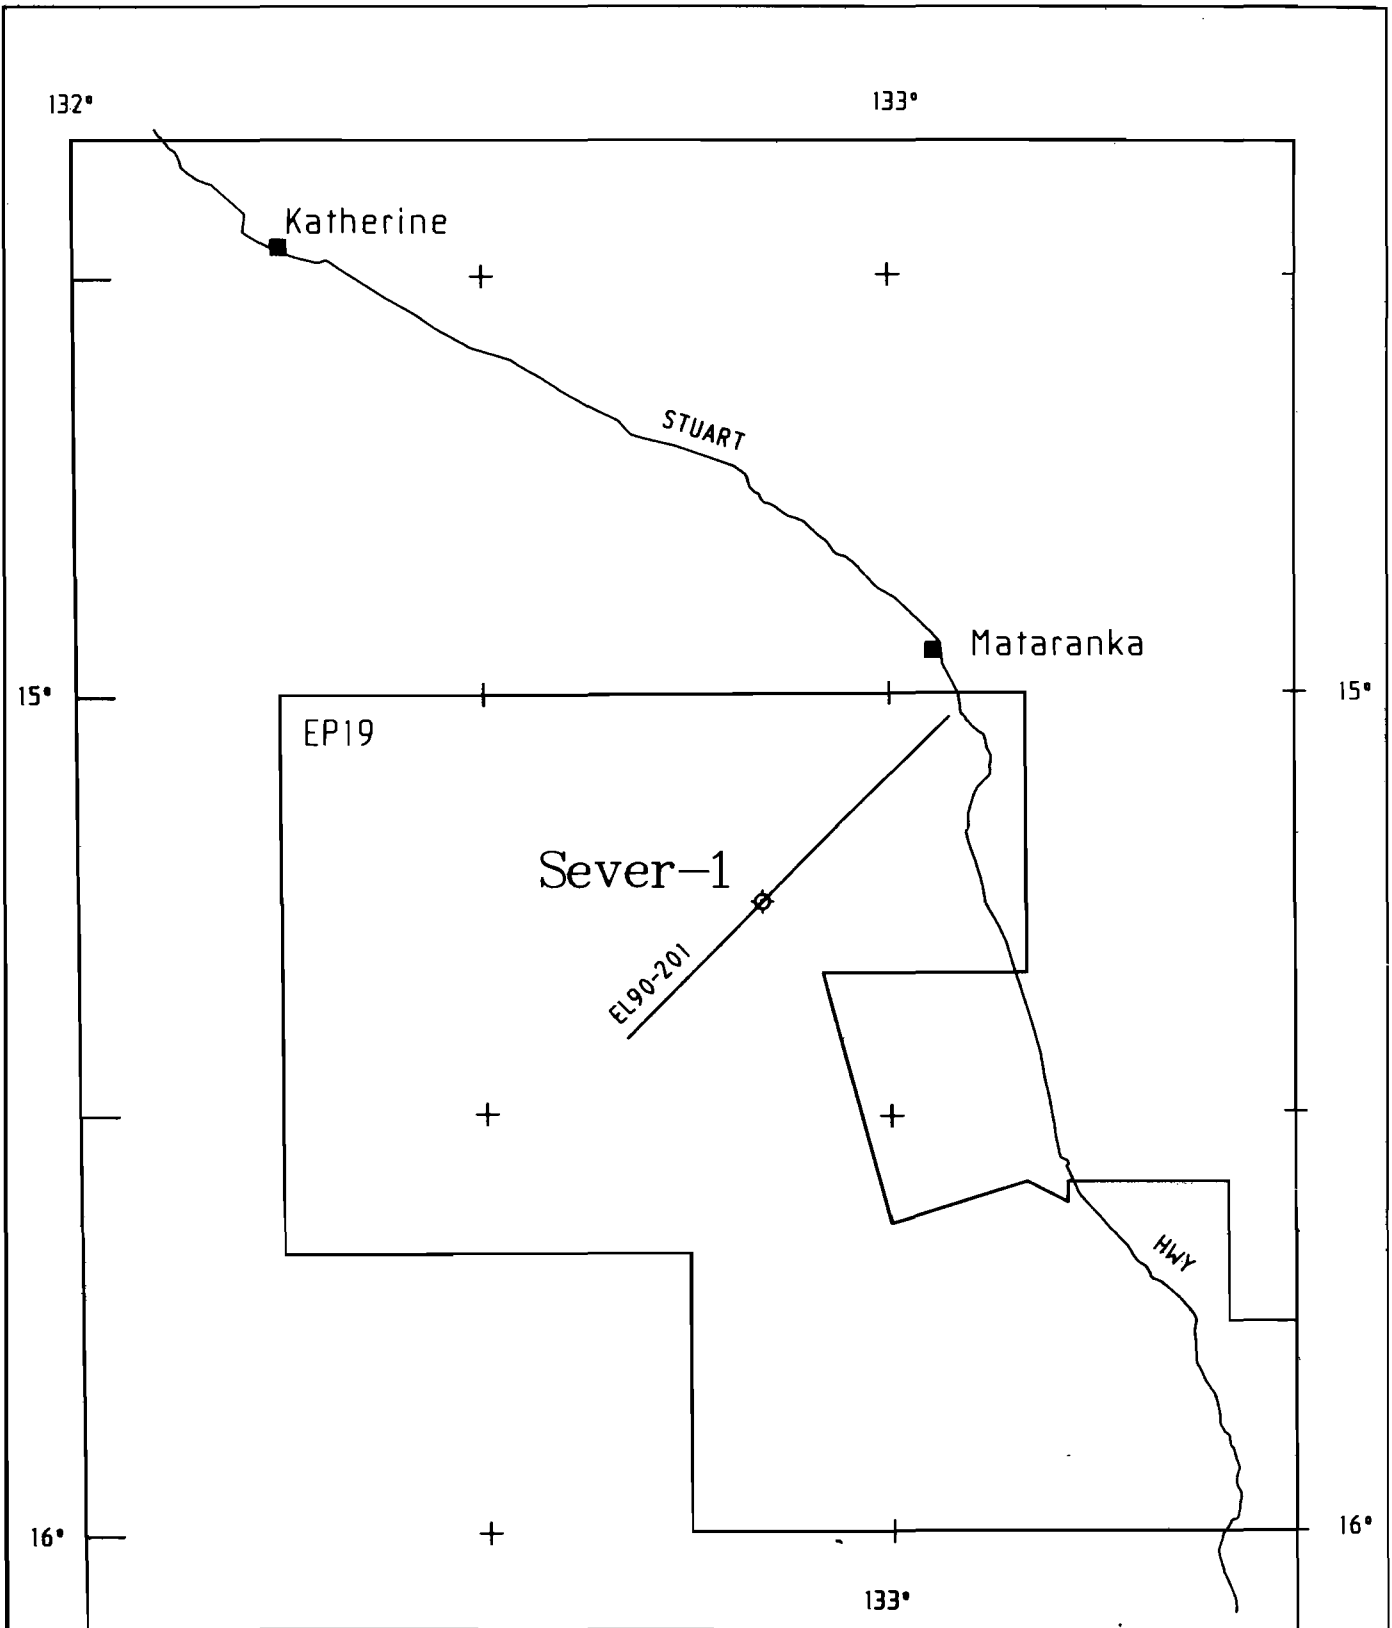 132°
133°
Katherine
STUART
Mataranka
15°
15°
EP19
Sever-1
EL90-201
HWY
16°
16°
133°